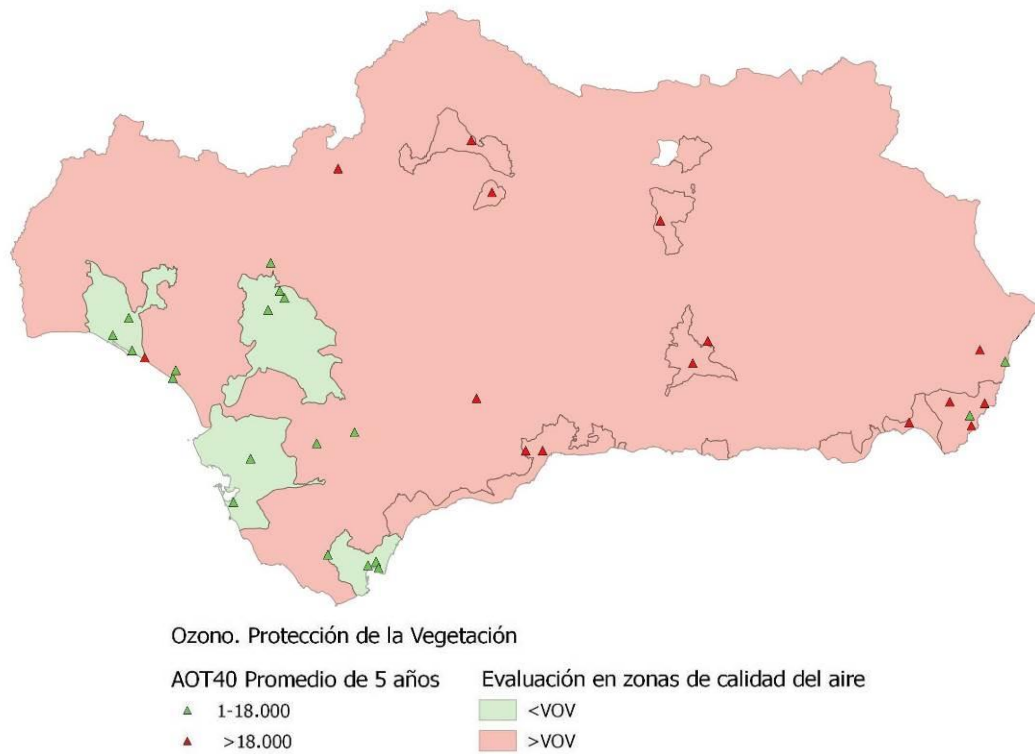 Ozono. Protección de la Vegetación
AOT40 Promedio de 5 años
1-18.000
>18.000
Evaluación en zonas de calidad del aire
<VOV
>VOV